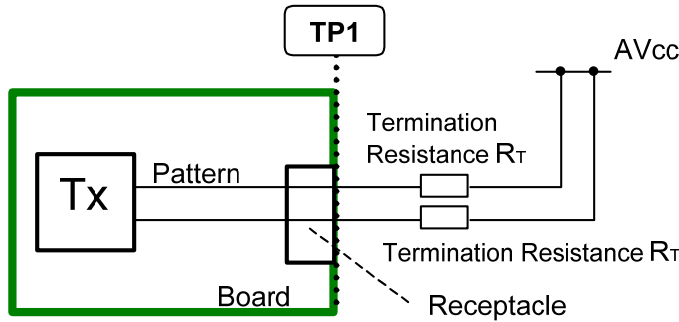 TP1
AVcc
Termination
Resistance RT
Pattern
Tx
Termination Resistance RT
Board
Receptacle